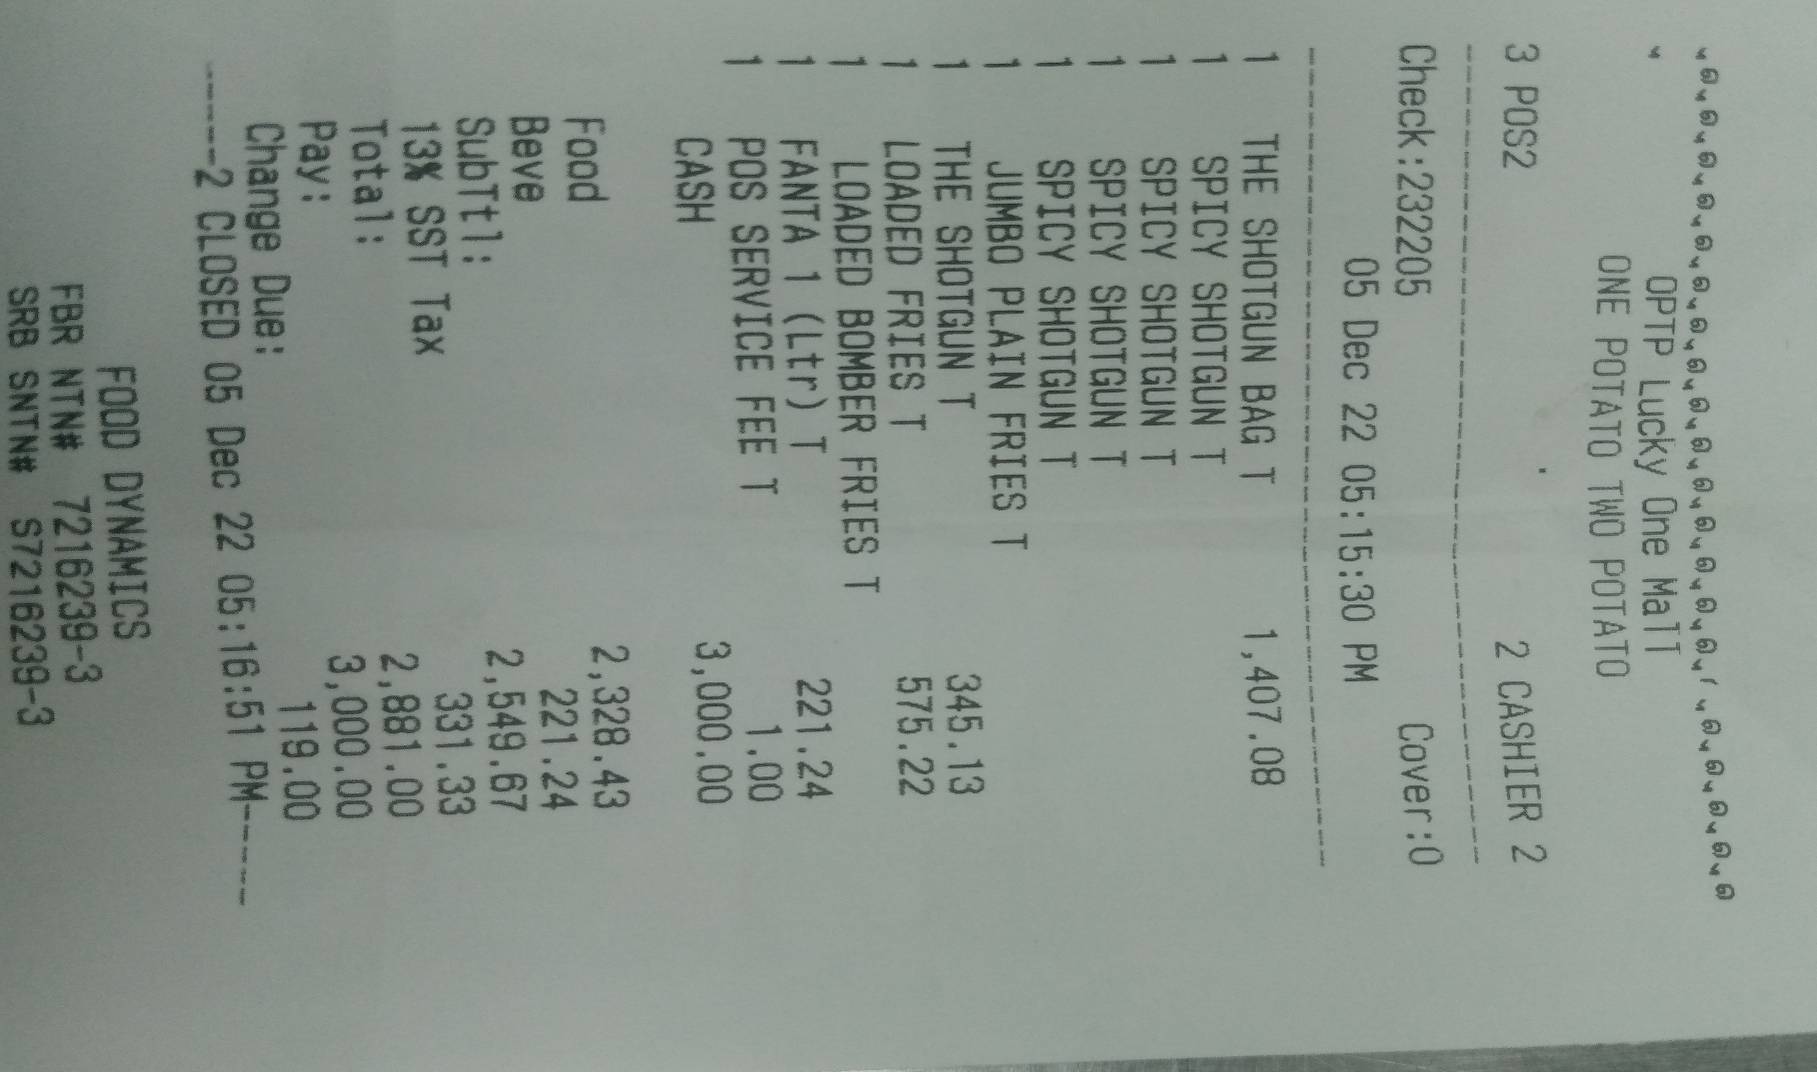 OPTP Lucky One Mall
ONE POTATO TWO POTATO
3 POS2 2 CASHIER 2
Check:232205 Cover:0
05 Dec 22 05:15:30 PM
1 THE SHOTGUN BAG T 1,407.08
1 SPICY SHOTGUN T
1 SPICY SHOTGUN T
1 SPICY SHOTGUN T
1 SPICY SHOTGUN T
1 JUMBO PLAIN FRIES T
1 THE SHOTGUN T 345.13
1 LOADED FRIES T 575.22
1 LOADED BOMBER FRIES T
1 FANTA 1 (Ltr) T 221.24
1 POS SERVICE FEE T 1.00
CASH 3,000.00
Food 2,328.43
Beve 221.24
SubTtl: 2,549.67
13% SST Tax 331.33
Total: 2,881.00
Pay: 3,000.00
Change Due: 119.00
-----2 CLOSED 05 Dec 22 05:16:51 PM-----
FOOD DYNAMICS
FBR NTN# 7216239-3
SRB SNTN# S7216239-3